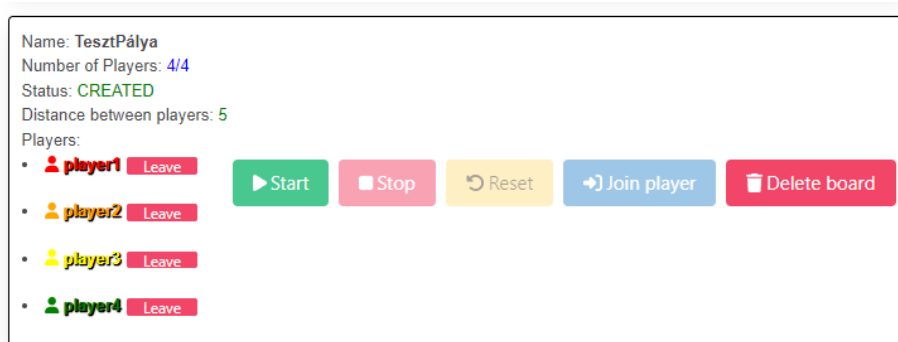 Name: TesztPálya
Number of Players: 4/4
Status: CREATED
Distance between players: 5
Players:
player1 Leave
player2 Leave
player3 Leave
player4 Leave
Start Stop Reset Join player Delete board